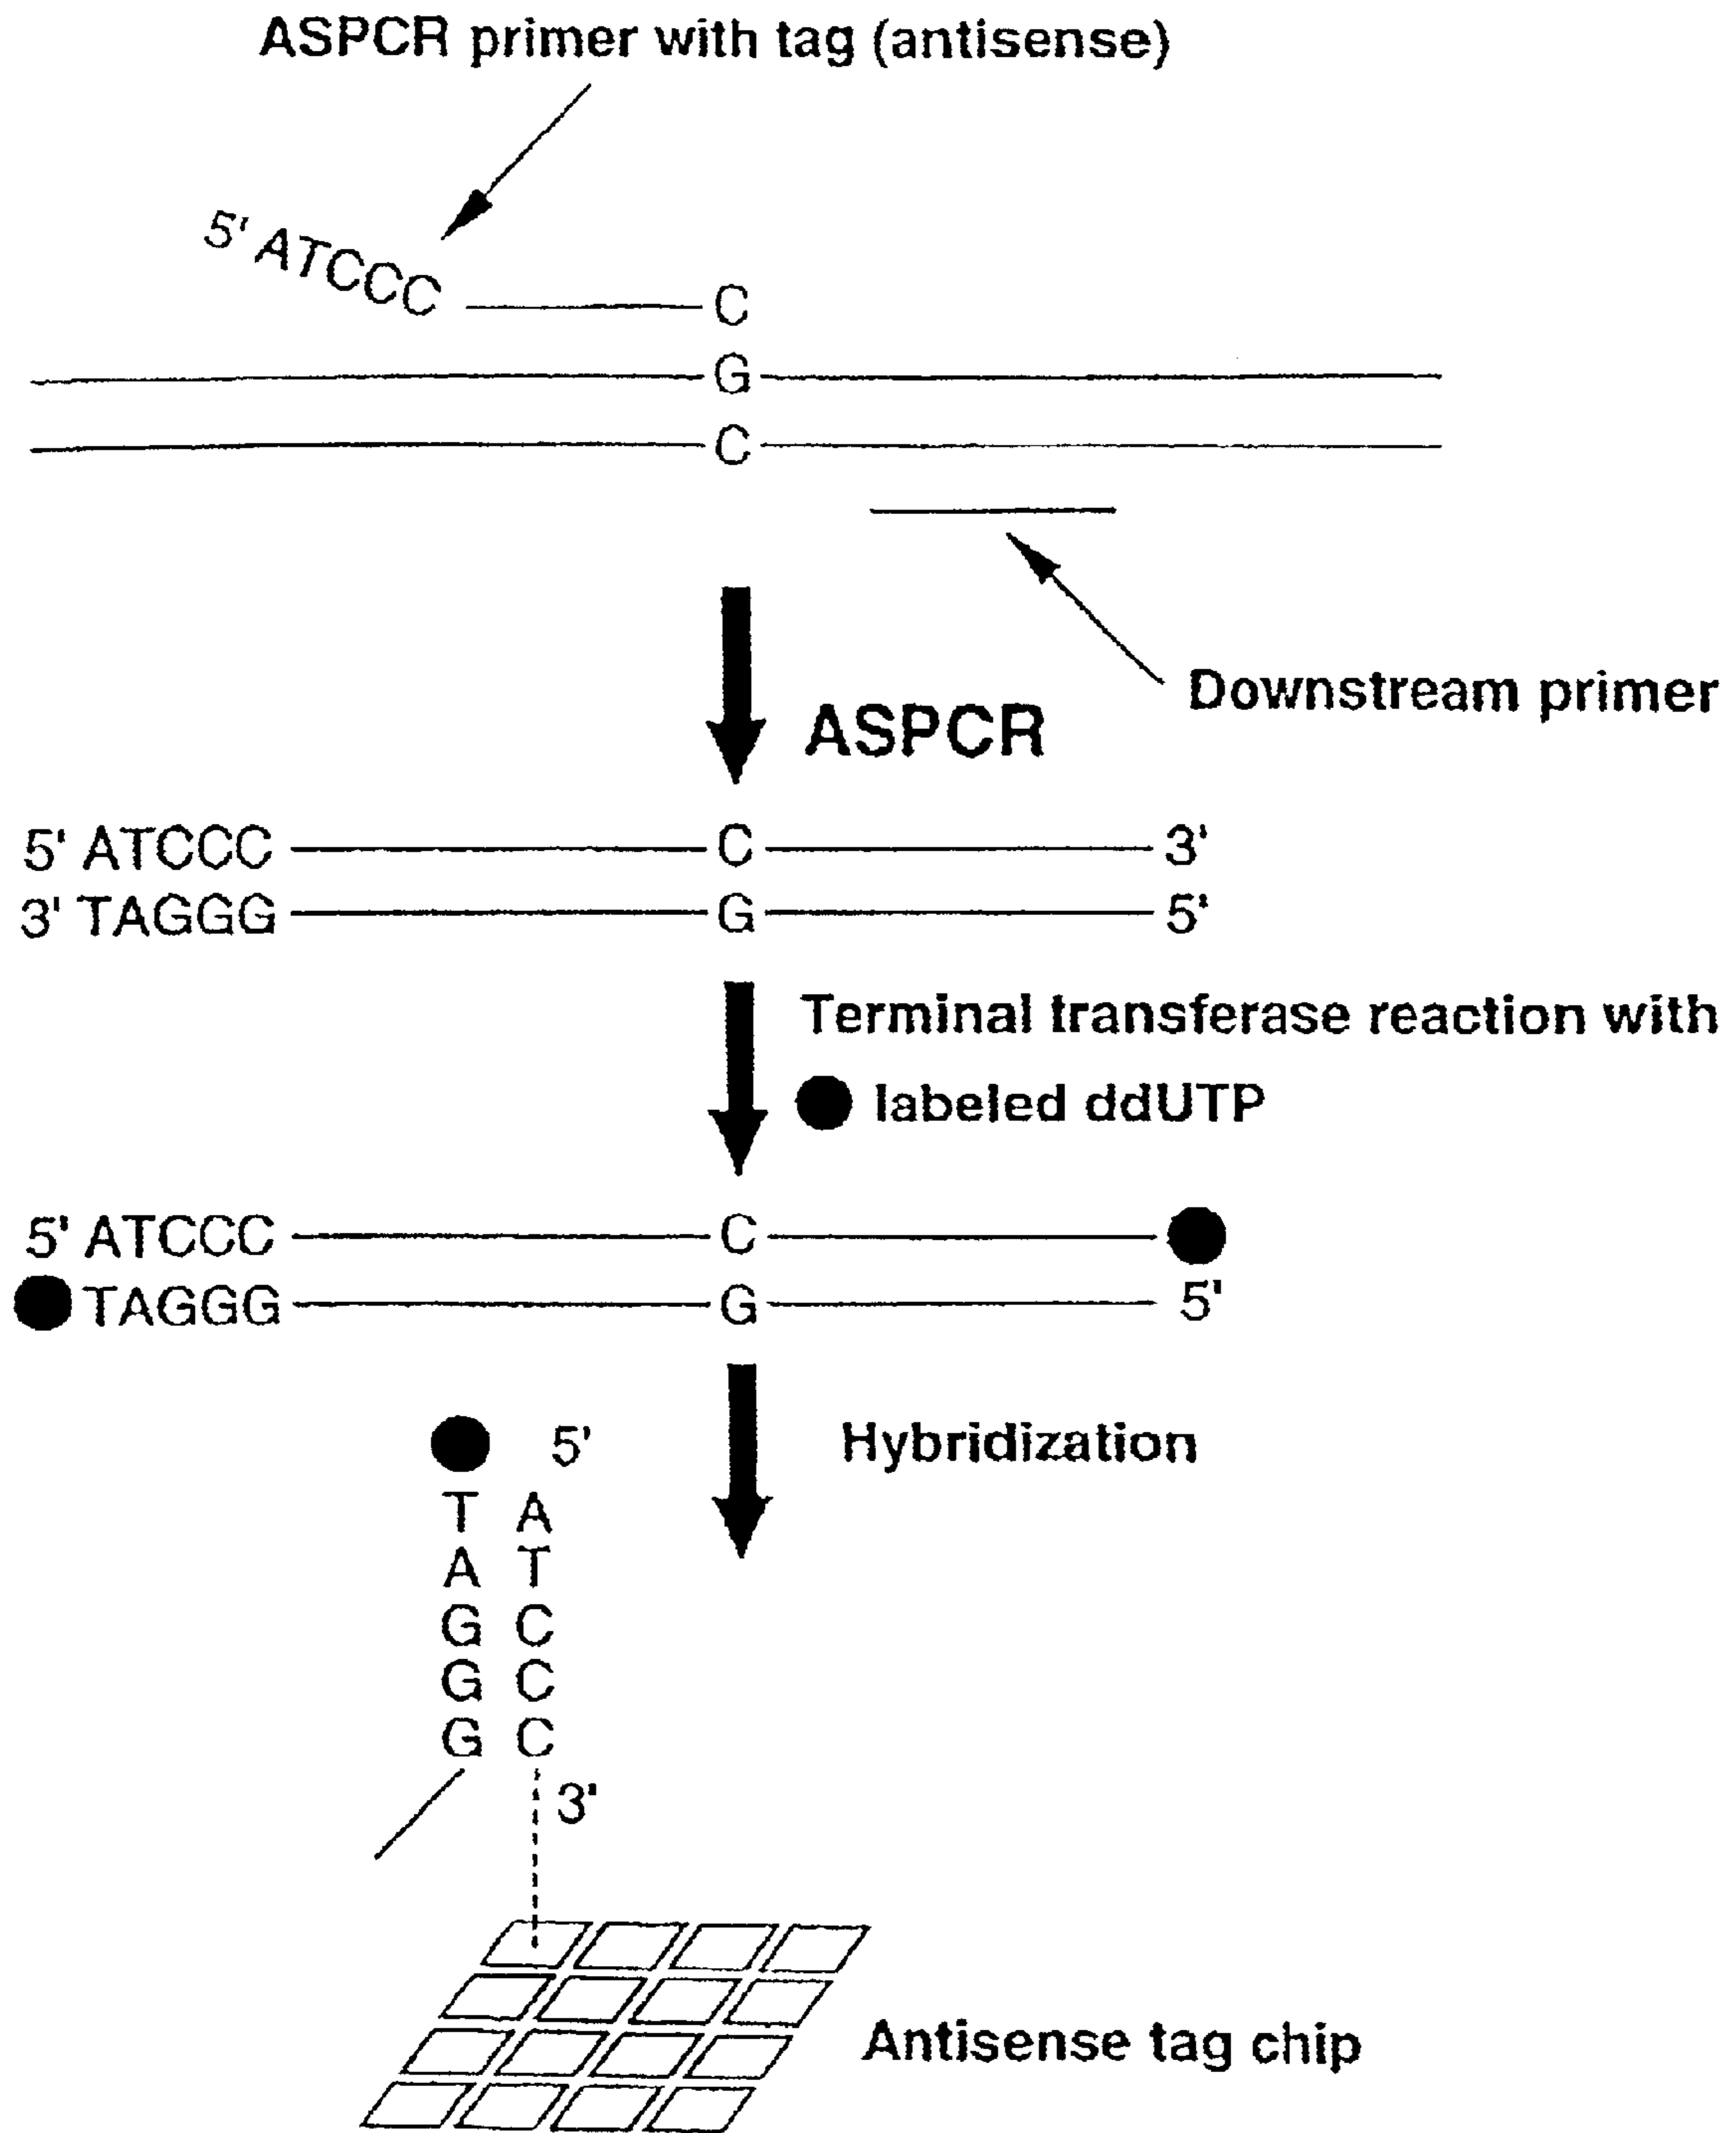 ASPCR primer with tag (antisense)
5' ATCCC
C
G
C
Downstream primer
ASPCR
5' ATCCC C 3'
3' TAGGG G 5'
Terminal transferase reaction with
labeled ddUTP
5' ATCCC C
TAGGG G 5'
Hybridization
5'
T A
A T
G C
G C
G C
3'
Antisense tag chip